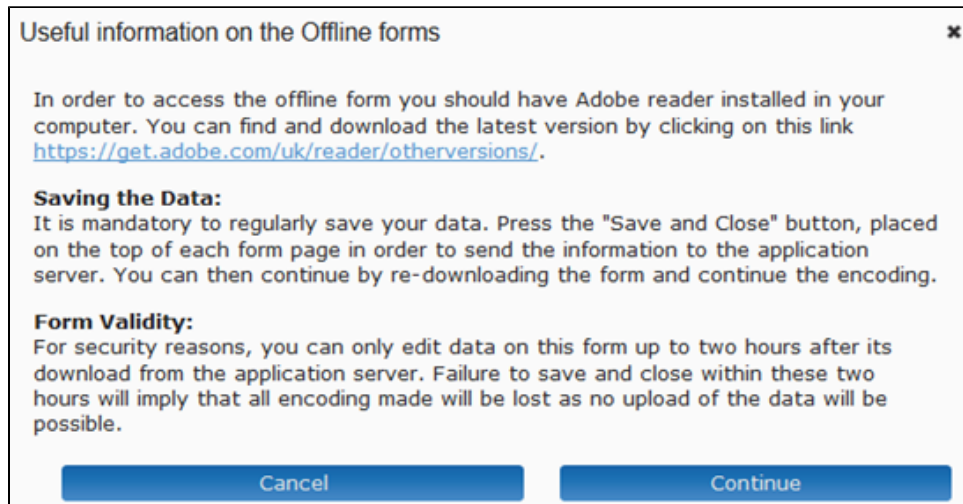 Useful information on the Offline forms
In order to access the offline form you should have Adobe reader installed in your
computer. You can find and download the latest version by clicking on this link
https://get.adobe.com/uk/reader/otherversions/.
Saving the Data:
It is mandatory to regularly save your data. Press the "Save and Close" button, placed
on the top of each form page in order to send the information to the application
server. You can then continue by re-downloading the form and continue the encoding.
Form Validity:
For security reasons, you can only edit data on this form up to two hours after its
download from the application server. Failure to save and close within these two
hours will imply that all encoding made will be lost as no upload of the data will be
possible.
Cancel
Continue